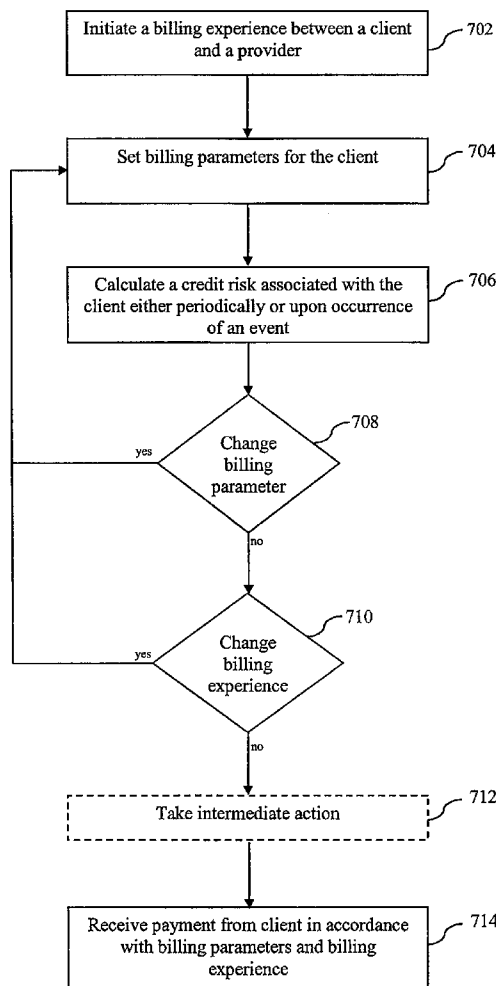 Initiate a billing experience between a client
and a provider
702
Set billing parameters for the client
704
Calculate a credit risk associated with the
client either periodically or upon occurrence
of an event
706
708
Change
billing
parameter
yes
no
710
Change
billing
experience
yes
no
Take intermediate action
712
Receive payment from client in accordance
with billing parameters and billing
experience
714